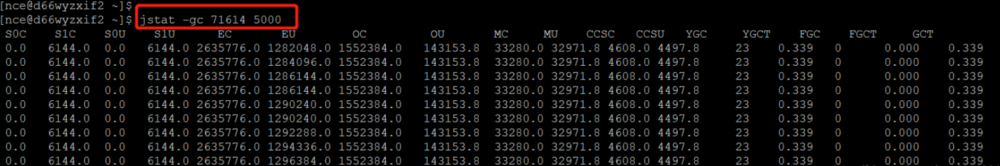 [nce@d66wyzxif2 ~]$
[nce@d66wyzxif2 ~]$ jstat -gc 71614 5000
S0C S1C S0U S1U EC EU OC OU MC MU CCSC CCSU YGC YGCT FGC FGCT GCT
0.0 6144.0 0.0 6144.0 2635776.0 1282048.0 1552384.0 143153.8 33280.0 32971.8 4608.0 4497.8 23 0.339 0 0.000 0.339
0.0 6144.0 0.0 6144.0 2635776.0 1284096.0 1552384.0 143153.8 33280.0 32971.8 4608.0 4497.8 23 0.339 0 0.000 0.339
0.0 6144.0 0.0 6144.0 2635776.0 1286144.0 1552384.0 143153.8 33280.0 32971.8 4608.0 4497.8 23 0.339 0 0.000 0.339
0.0 6144.0 0.0 6144.0 2635776.0 1286144.0 1552384.0 143153.8 33280.0 32971.8 4608.0 4497.8 23 0.339 0 0.000 0.339
0.0 6144.0 0.0 6144.0 2635776.0 1290240.0 1552384.0 143153.8 33280.0 32971.8 4608.0 4497.8 23 0.339 0 0.000 0.339
0.0 6144.0 0.0 6144.0 2635776.0 1290240.0 1552384.0 143153.8 33280.0 32971.8 4608.0 4497.8 23 0.339 0 0.000 0.339
0.0 6144.0 0.0 6144.0 2635776.0 1292288.0 1552384.0 143153.8 33280.0 32971.8 4608.0 4497.8 23 0.339 0 0.000 0.339
0.0 6144.0 0.0 6144.0 2635776.0 1294336.0 1552384.0 143153.8 33280.0 32971.8 4608.0 4497.8 23 0.339 0 0.000 0.339
0.0 6144.0 0.0 6144.0 2635776.0 1296384.0 1552384.0 143153.8 33280.0 32971.8 4608.0 4497.8 23 0.339 0 0.000 0.339